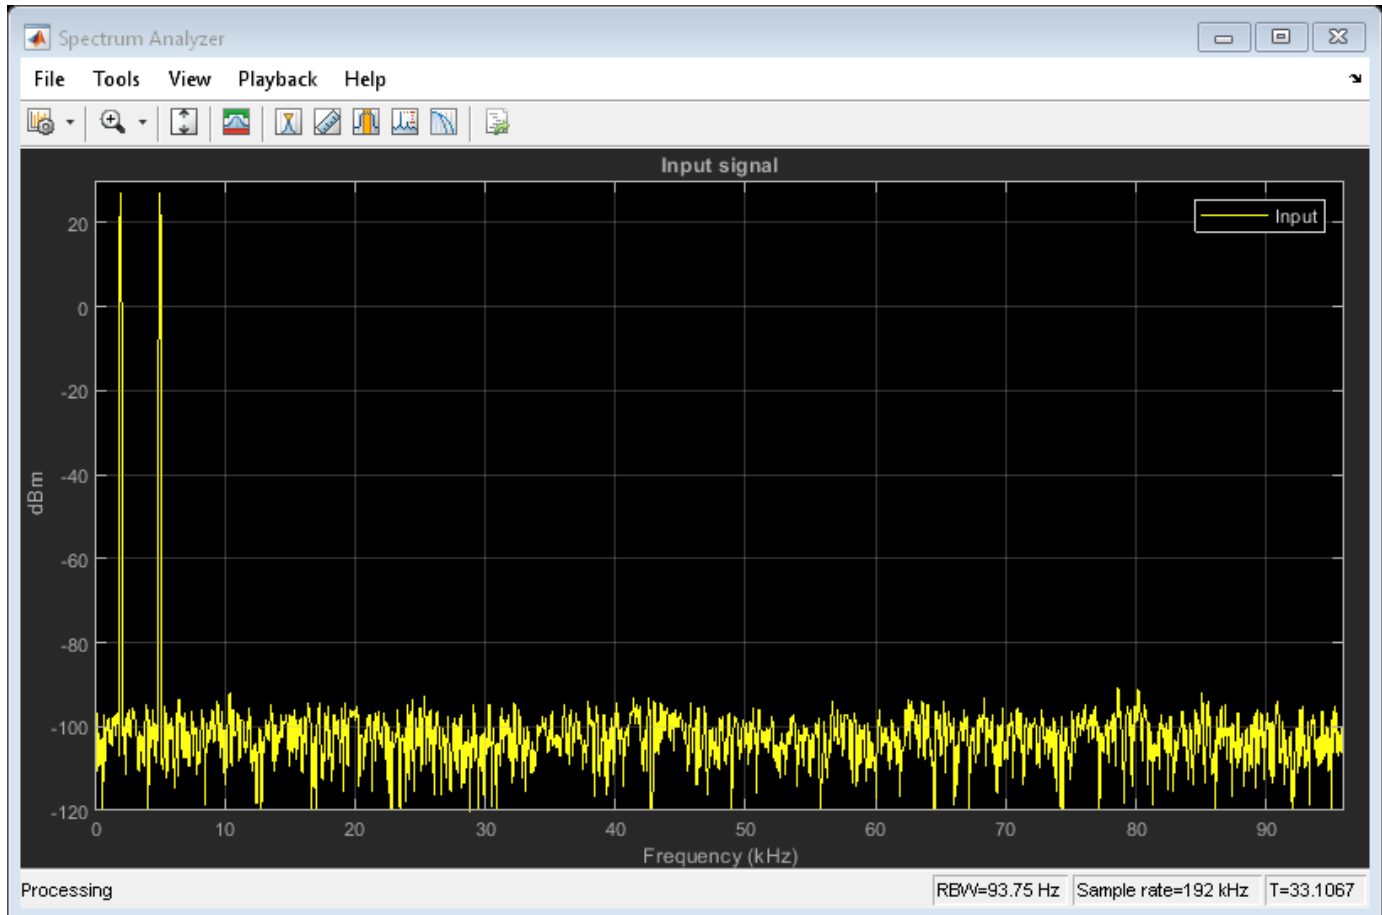 Spectrum Analyzer
File Tools View Playback Help
Input signal
Input
20
0
-20
-40
-60
-80
-100
-120
dBm
0 10 20 30 40 50 60 70 80 90
Frequency (kHz)
Processing RBW=93.75 Hz Sample rate=192 kHz T=33.1067